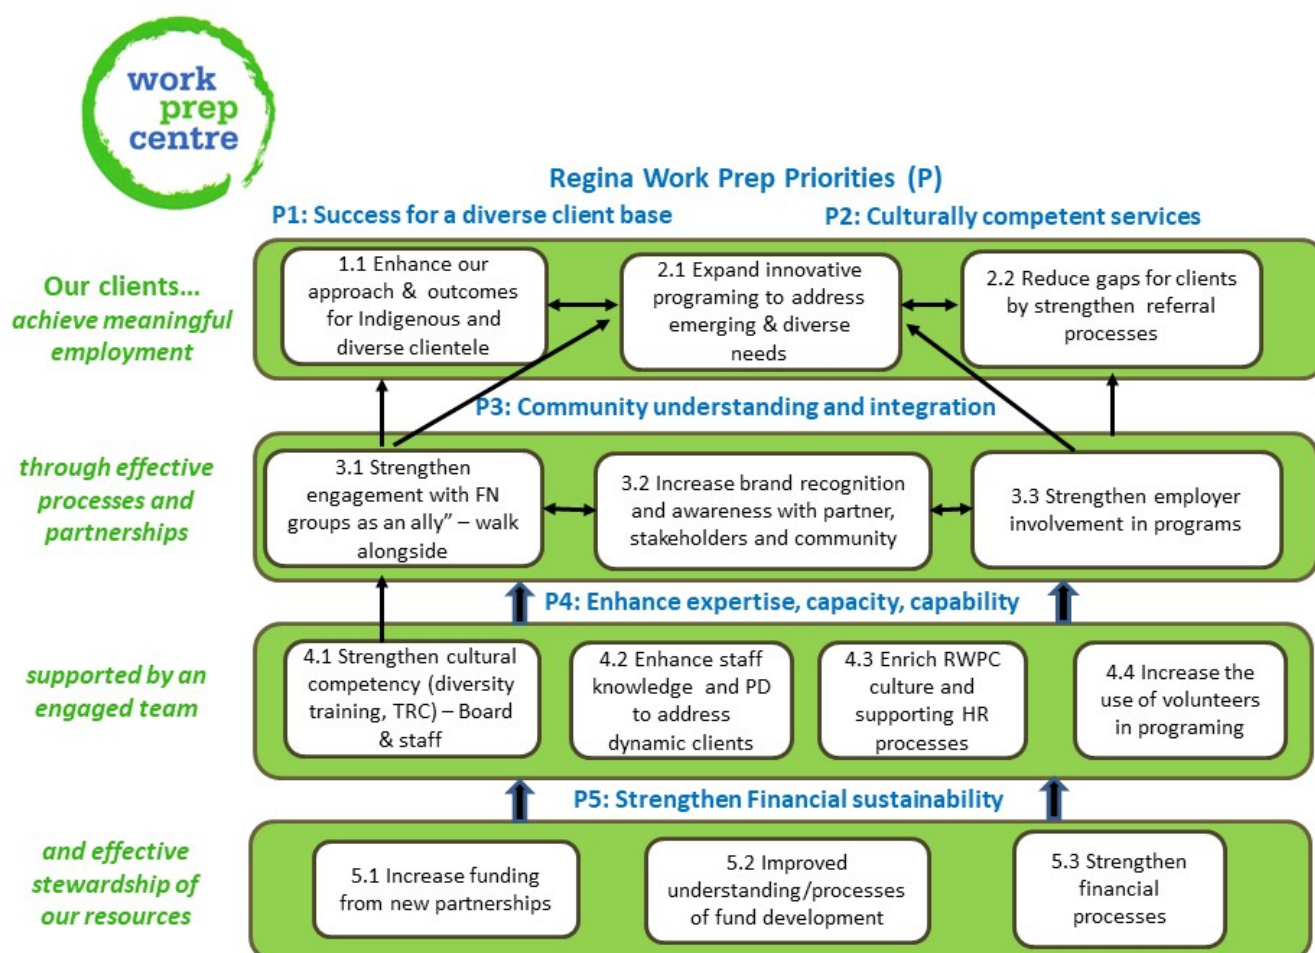 work
prep
centre
Regina Work Prep Priorities (P)
P1: Success for a diverse client base
P2: Culturally competent services
Our clients...
achieve meaningful
employment
1.1 Enhance our
approach & outcomes
for Indigenous and
diverse clientele
2.1 Expand innovative
programing to address
emerging & diverse
needs
2.2 Reduce gaps for clients
by strengthen referral
processes
P3: Community understanding and integration
through effective
processes and
partnerships
3.1 Strengthen
engagement with FN
groups as an ally” – walk
alongside
3.2 Increase brand recognition
and awareness with partner,
stakeholders and community
3.3 Strengthen employer
involvement in programs
P4: Enhance expertise, capacity, capability
supported by an
engaged team
4.1 Strengthen cultural
competency (diversity
training, TRC) – Board
& staff
4.2 Enhance staff
knowledge and PD
to address
dynamic clients
4.3 Enrich RWPC
culture and
supporting HR
processes
4.4 Increase the
use of volunteers
in programing
P5: Strengthen Financial sustainability
and effective
stewardship of
our resources
5.1 Increase funding
from new partnerships
5.2 Improved
understanding/processes
of fund development
5.3 Strengthen
financial
processes